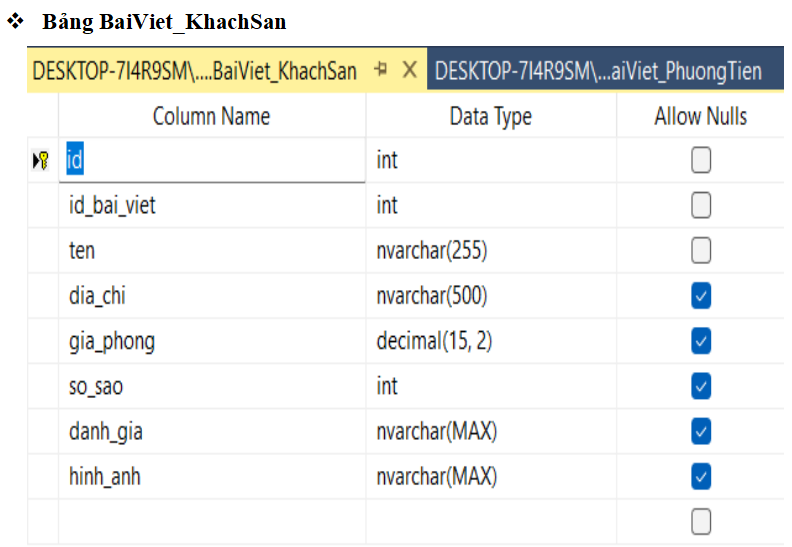 ❖ Bảng BaiViet_KhachSan
DESKTOP-7I4R9SM\....BaiViet_KhachSan DESKTOP-7I4R9SM\...aiViet_PhuongTien
Column Name Data Type Allow Nulls
id int
id_bai_viet int
ten nvarchar(255)
dia_chi nvarchar(500)
gia_phong decimal(15, 2)
so_sao int
danh_gia nvarchar(MAX)
hinh_anh nvarchar(MAX)